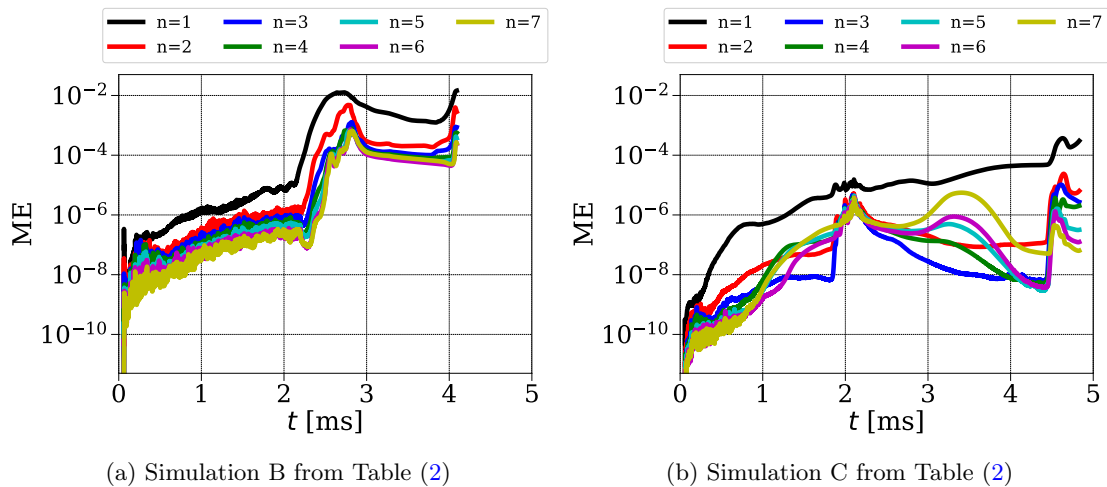 n=1 n=3 n=5 n=7
n=2 n=4 n=6
10⁻²
10⁻⁴
10⁻⁶
10⁻⁸
10⁻¹⁰
ME
0 1 2 3 4 5
t [ms]
(a) Simulation B from Table (2)
n=1 n=3 n=5 n=7
n=2 n=4 n=6
10⁻²
10⁻⁴
10⁻⁶
10⁻⁸
10⁻¹⁰
ME
0 1 2 3 4 5
t [ms]
(b) Simulation C from Table (2)